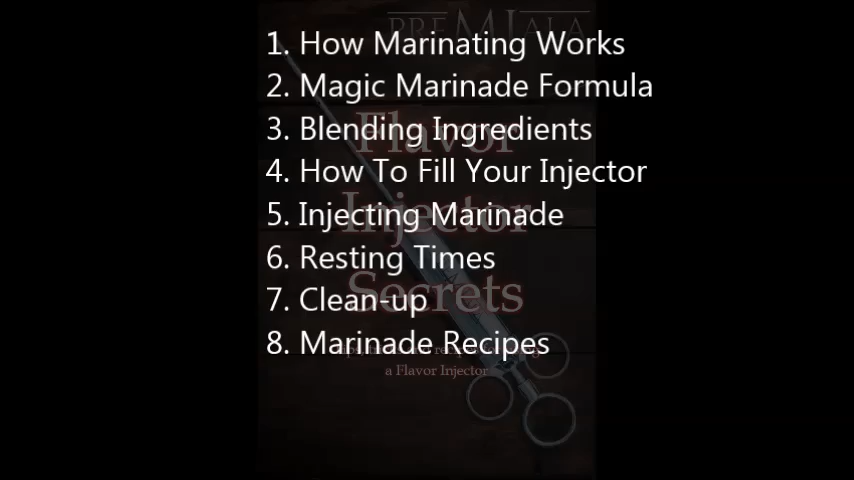 PREMIALA
1. How Marinating Works
2. Magic Marinade Formula
Flavor
3. Blending Ingredients
4. How To Fill Your Injector
Injector
5. Injecting Marinade
6. Resting Times
Secrets
7. Clean-up
8. Marinade Recipes
a Flavor Injector